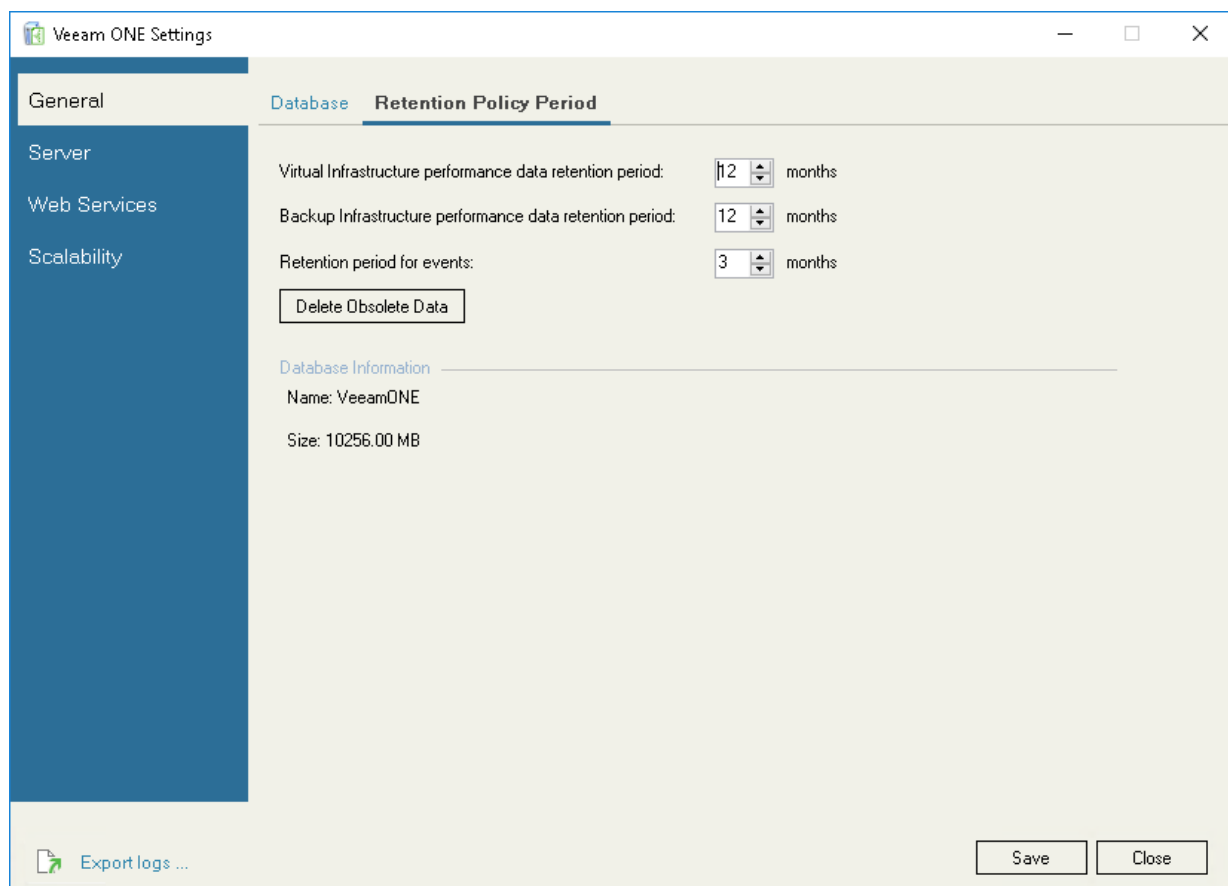 Veeam ONE Settings
General
Server
Web Services
Scalability
Database Retention Policy Period
Virtual Infrastructure performance data retention period: 12 months
Backup Infrastructure performance data retention period: 12 months
Retention period for events: 3 months
Delete Obsolete Data
Database Information
Name: VeeamONE
Size: 10256.00 MB
Export logs ...
Save Close